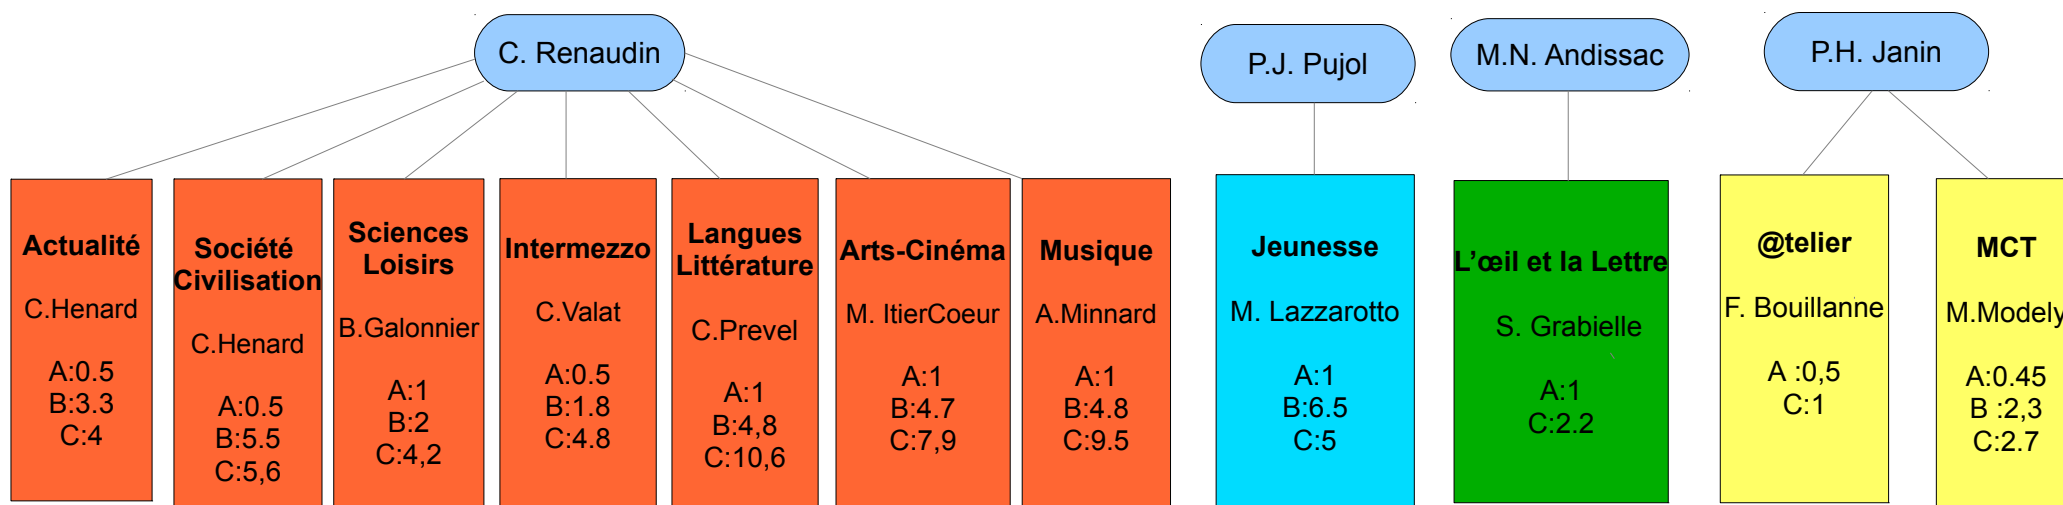 C. Renaudin
P.J. Pujol
M.N. Andissac
P.H. Janin
Actualité
C.Henard
A:0.5
B:3.3
C:4
Société
Civilisation
C.Henard
A:0.5
B:5.5
C:5,6
Sciences
Loisirs
B.Galonnier
A:1
B:2
C:4,2
Intermezzo
C.Valat
A:0.5
B:1.8
C:4.8
Langues
Littérature
C.Prevel
A:1
B:4,8
C:10,6
Arts-Cinéma
M. ItierCoeur
A:1
B:4.7
C:7,9
Musique
A.Minnard
A:1
B:4.8
C:9.5
Jeunesse
M. Lazzarotto
A:1
B:6.5
C:5
L’œil et la Lettre
S. Grabielle
A:1
C:2.2
@telier
F. Bouillanne
A :0,5
C:1
MCT
M.Modely
A:0.45
B :2,3
C:2.7